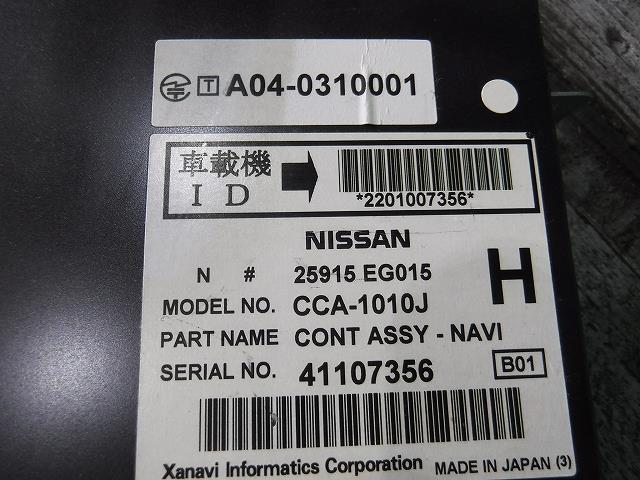 T A04-0310001
車載機
ID
*2201007356*
NISSAN
N # 25915 EG015
H
MODEL NO. CCA-1010J
PART NAME CONT ASSY - NAVI
SERIAL NO. 41107356
B01
Xanavi Informatics Corporation MADE IN JAPAN (3)